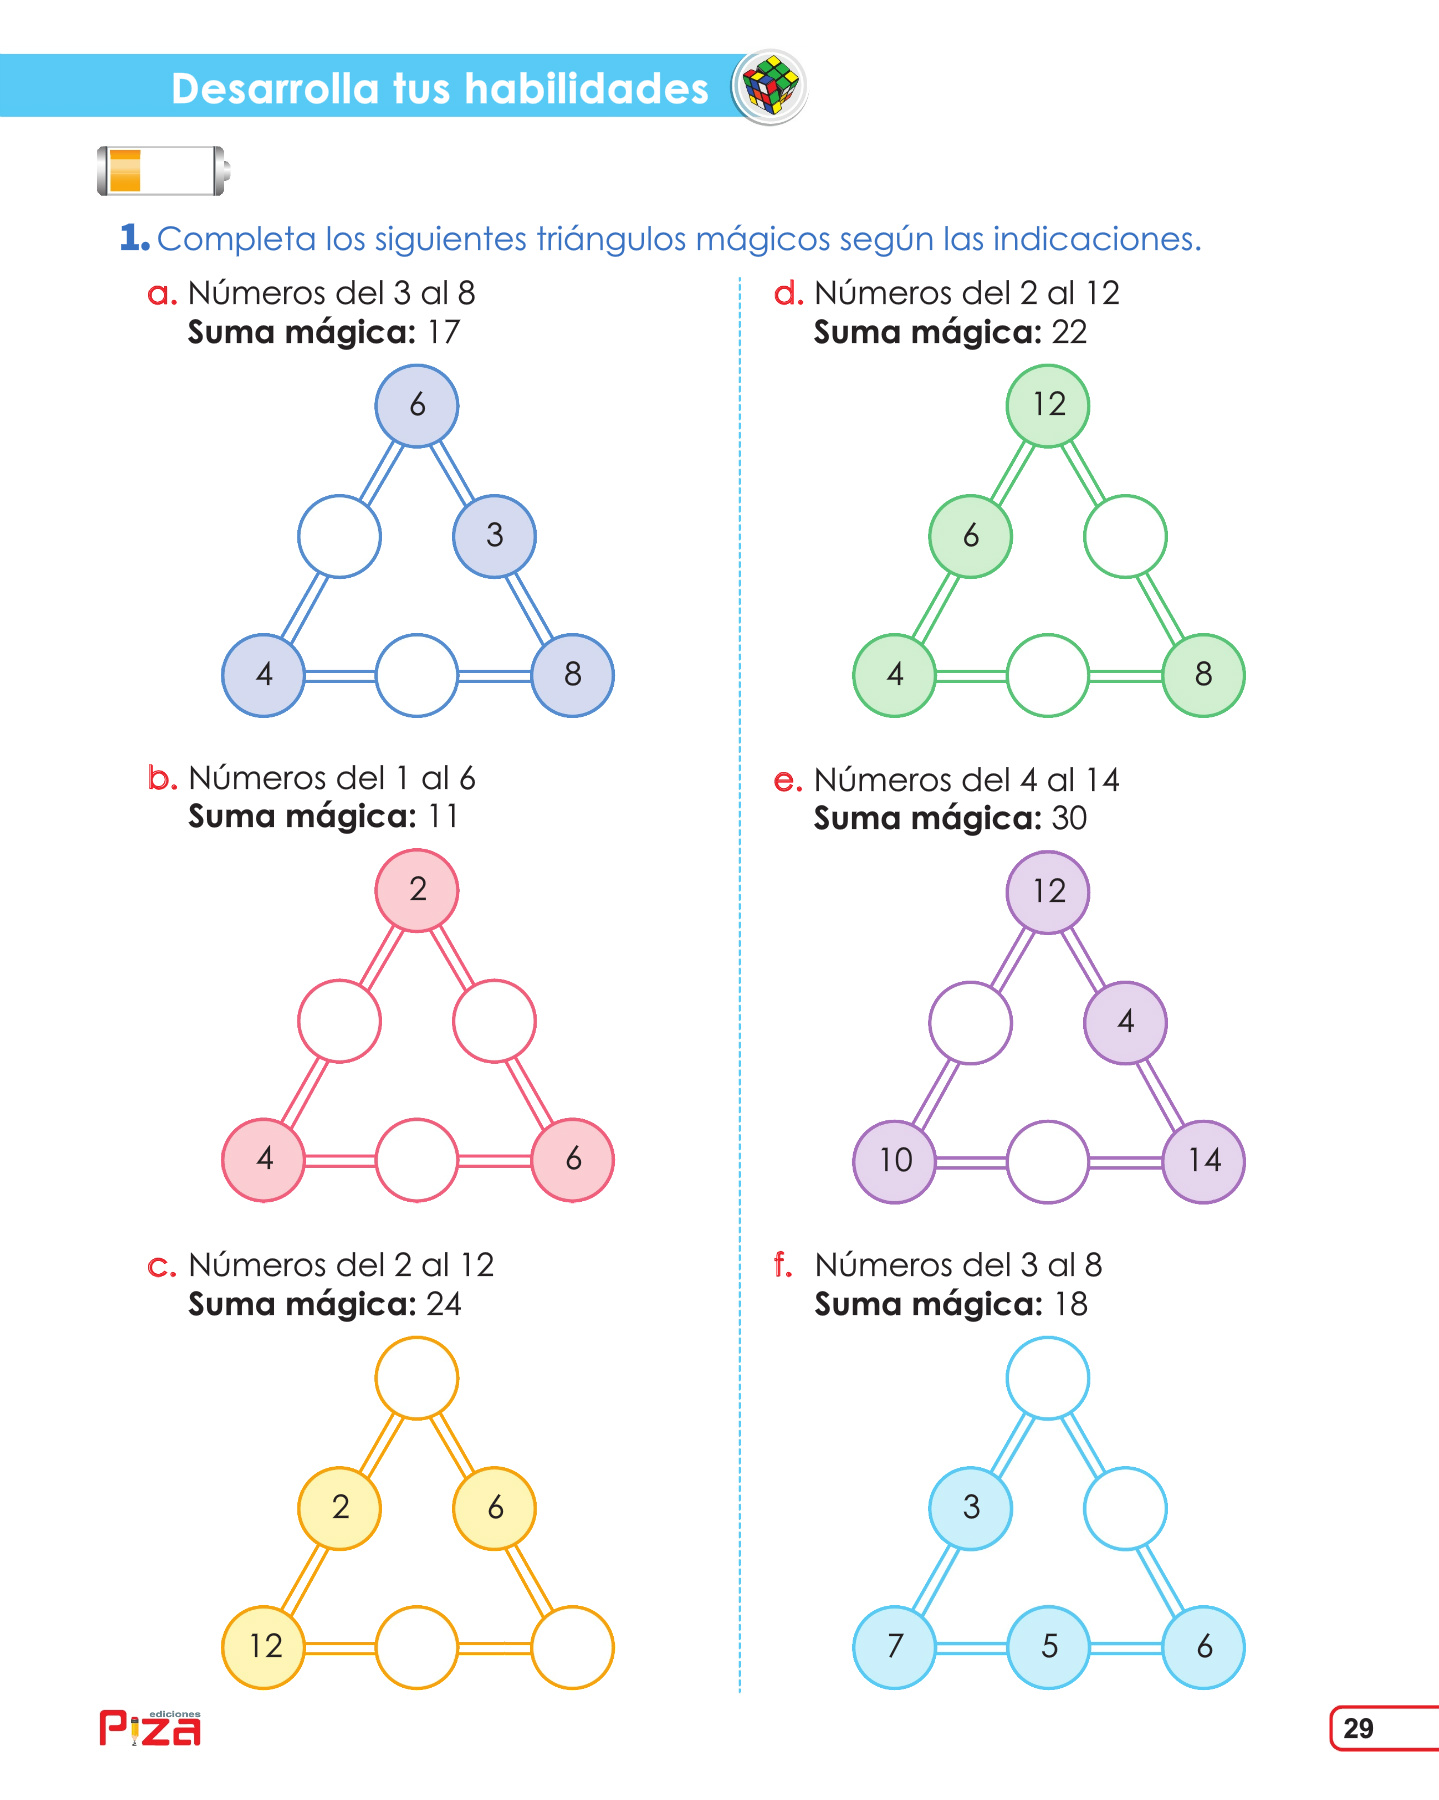 Desarrolla tus habilidades
1. Completa los siguientes triángulos mágicos según las indicaciones.
a. Números del 3 al 8
Suma mágica: 17
6
3
4
8
b. Números del 1 al 6
Suma mágica: 11
2
4
6
c. Números del 2 al 12
Suma mágica: 24
2
6
12
d. Números del 2 al 12
Suma mágica: 22
12
6
4
8
e. Números del 4 al 14
Suma mágica: 30
12
4
10
14
f. Números del 3 al 8
Suma mágica: 18
3
7
5
6
ediciones
Piza
29